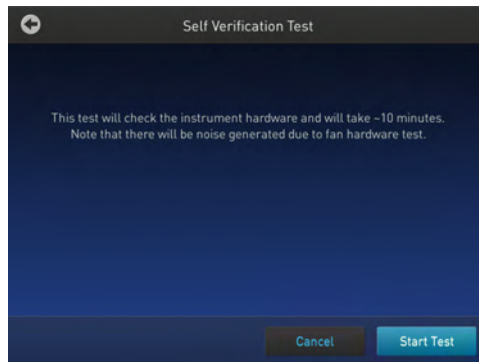 Self Verification Test
This test will check the instrument hardware and will take ~10 minutes.
Note that there will be noise generated due to fan hardware test.
Cancel
Start Test